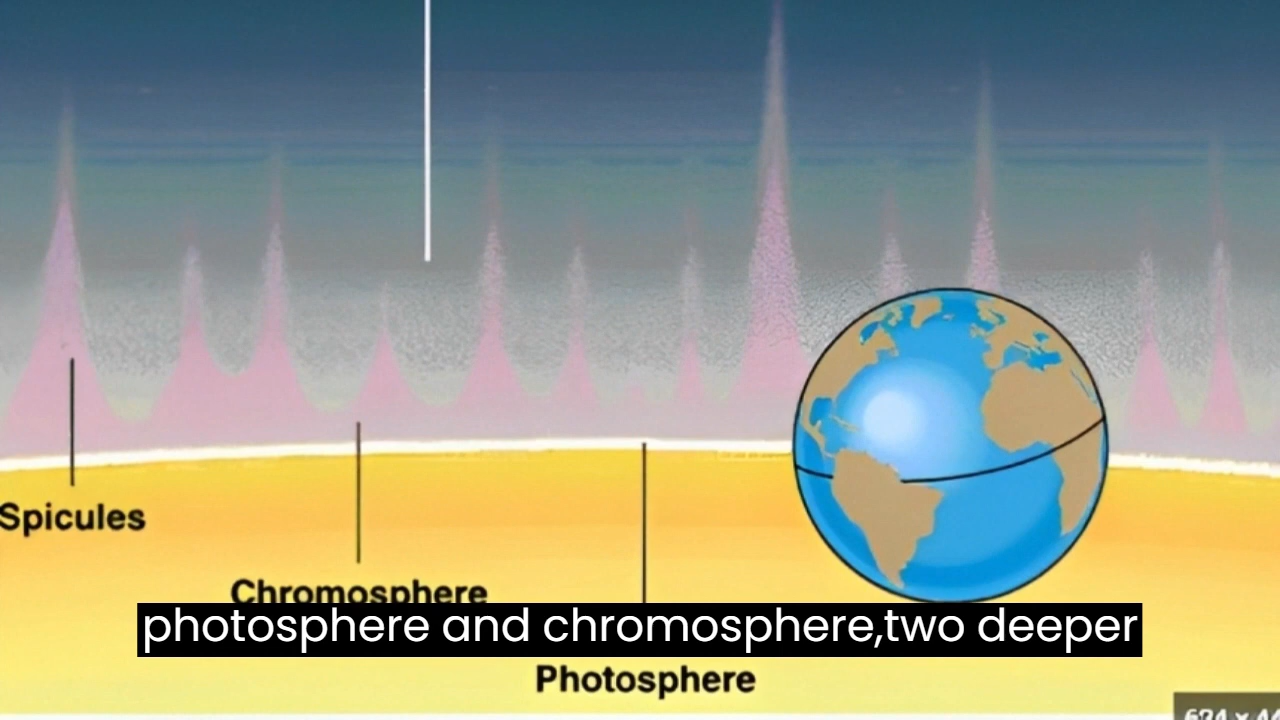 Spicules
Chromosphere
photosphere and chromosphere,two deeper
Photosphere